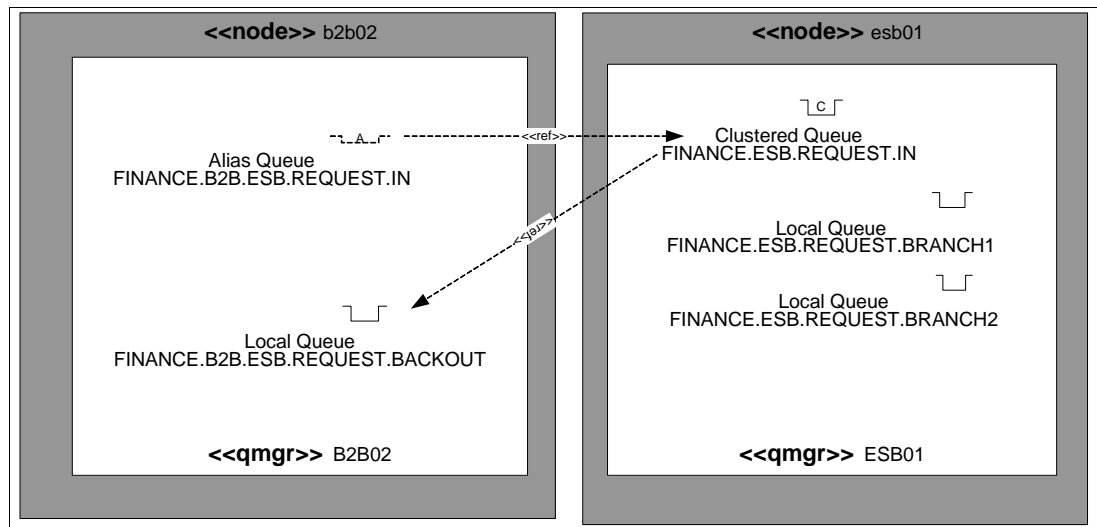 <<node>> b2b02
A
Alias Queue
FINANCE.B2B.ESB.REQUEST.IN
Local Queue
FINANCE.B2B.ESB.REQUEST.BACKOUT
<<qmgr>> B2B02
<<ref>>
<<ref>>
<<node>> esb01
C
Clustered Queue
FINANCE.ESB.REQUEST.IN
Local Queue
FINANCE.ESB.REQUEST.BRANCH1
Local Queue
FINANCE.ESB.REQUEST.BRANCH2
<<qmgr>> ESB01